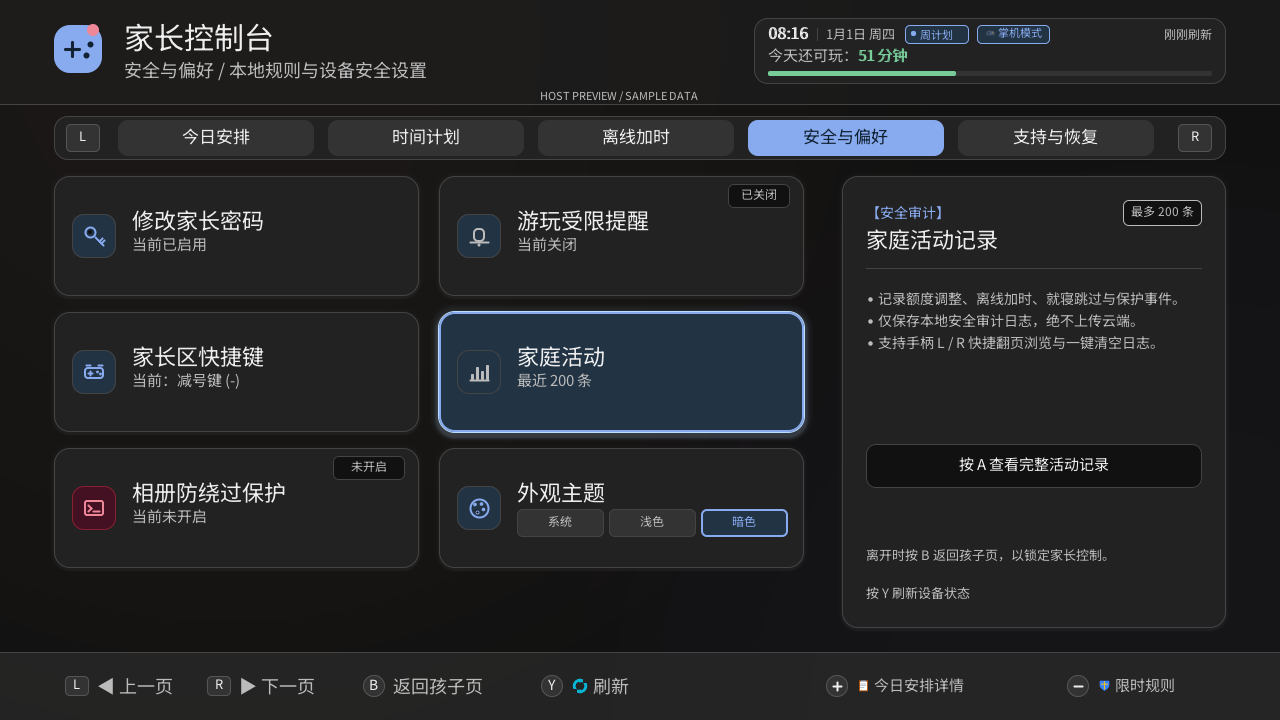 家长控制台
安全与偏好 / 本地规则与设备安全设置
08:16 1月1日 周四 周计划 掌机模式 刚刚刷新
今天还可玩: 51 分钟
HOST PREVIEW / SAMPLE DATA
L 今日安排 时间计划 离线加时 安全与偏好 支持与恢复 R
修改家长密码
当前已启用
已关闭
游玩受限提醒
当前关闭
家长区快捷键
当前: 减号键 (-)
家庭活动
最近 200 条
未开启
相册防绕过保护
当前未开启
外观主题
系统 浅色 暗色
【安全审计】 最多 200 条
家庭活动记录
• 记录额度调整、离线加时、就寝跳过与保护事件。
• 仅保存本地安全审计日志，绝不上传云端。
• 支持手柄 L / R 快捷翻页浏览与一键清空日志。
按 A 查看完整活动记录
离开时按 B 返回孩子页，以锁定家长控制。
按 Y 刷新设备状态
L ◀ 上一页 R ▶ 下一页 B 返回孩子页 Y 刷新 + 今日安排详情 − 限时规则